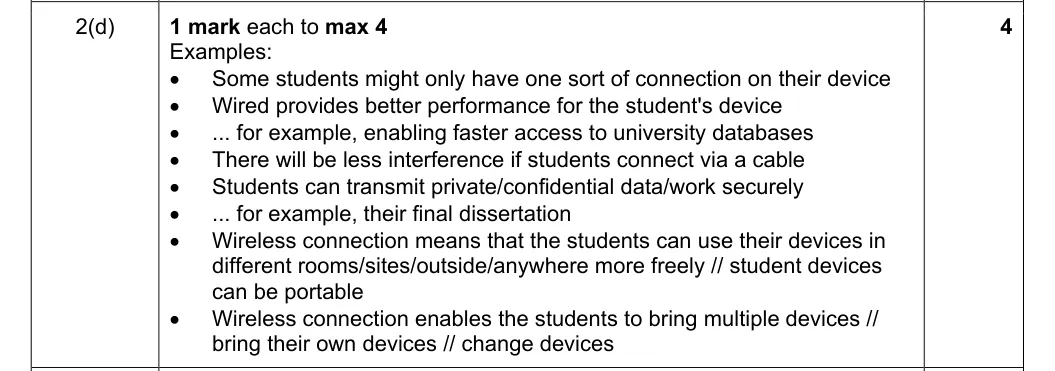 2(d)
1 mark each to max 4
4
Examples:
• Some students might only have one sort of connection on their device
• Wired provides better performance for the student's device
• ... for example, enabling faster access to university databases
• There will be less interference if students connect via a cable
• Students can transmit private/confidential data/work securely
• ... for example, their final dissertation
• Wireless connection means that the students can use their devices in
different rooms/sites/outside/anywhere more freely // student devices
can be portable
• Wireless connection enables the students to bring multiple devices //
bring their own devices // change devices